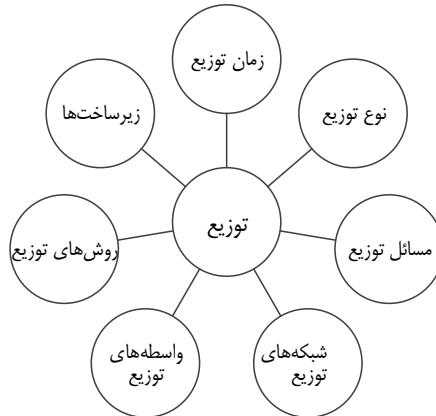 زمان توزیع
نوع توزیع
زیرساخت‌ها
توزیع
مسائل توزیع
روش‌های توزیع
شبکه‌های
توزیع
واسطه‌های
توزیع